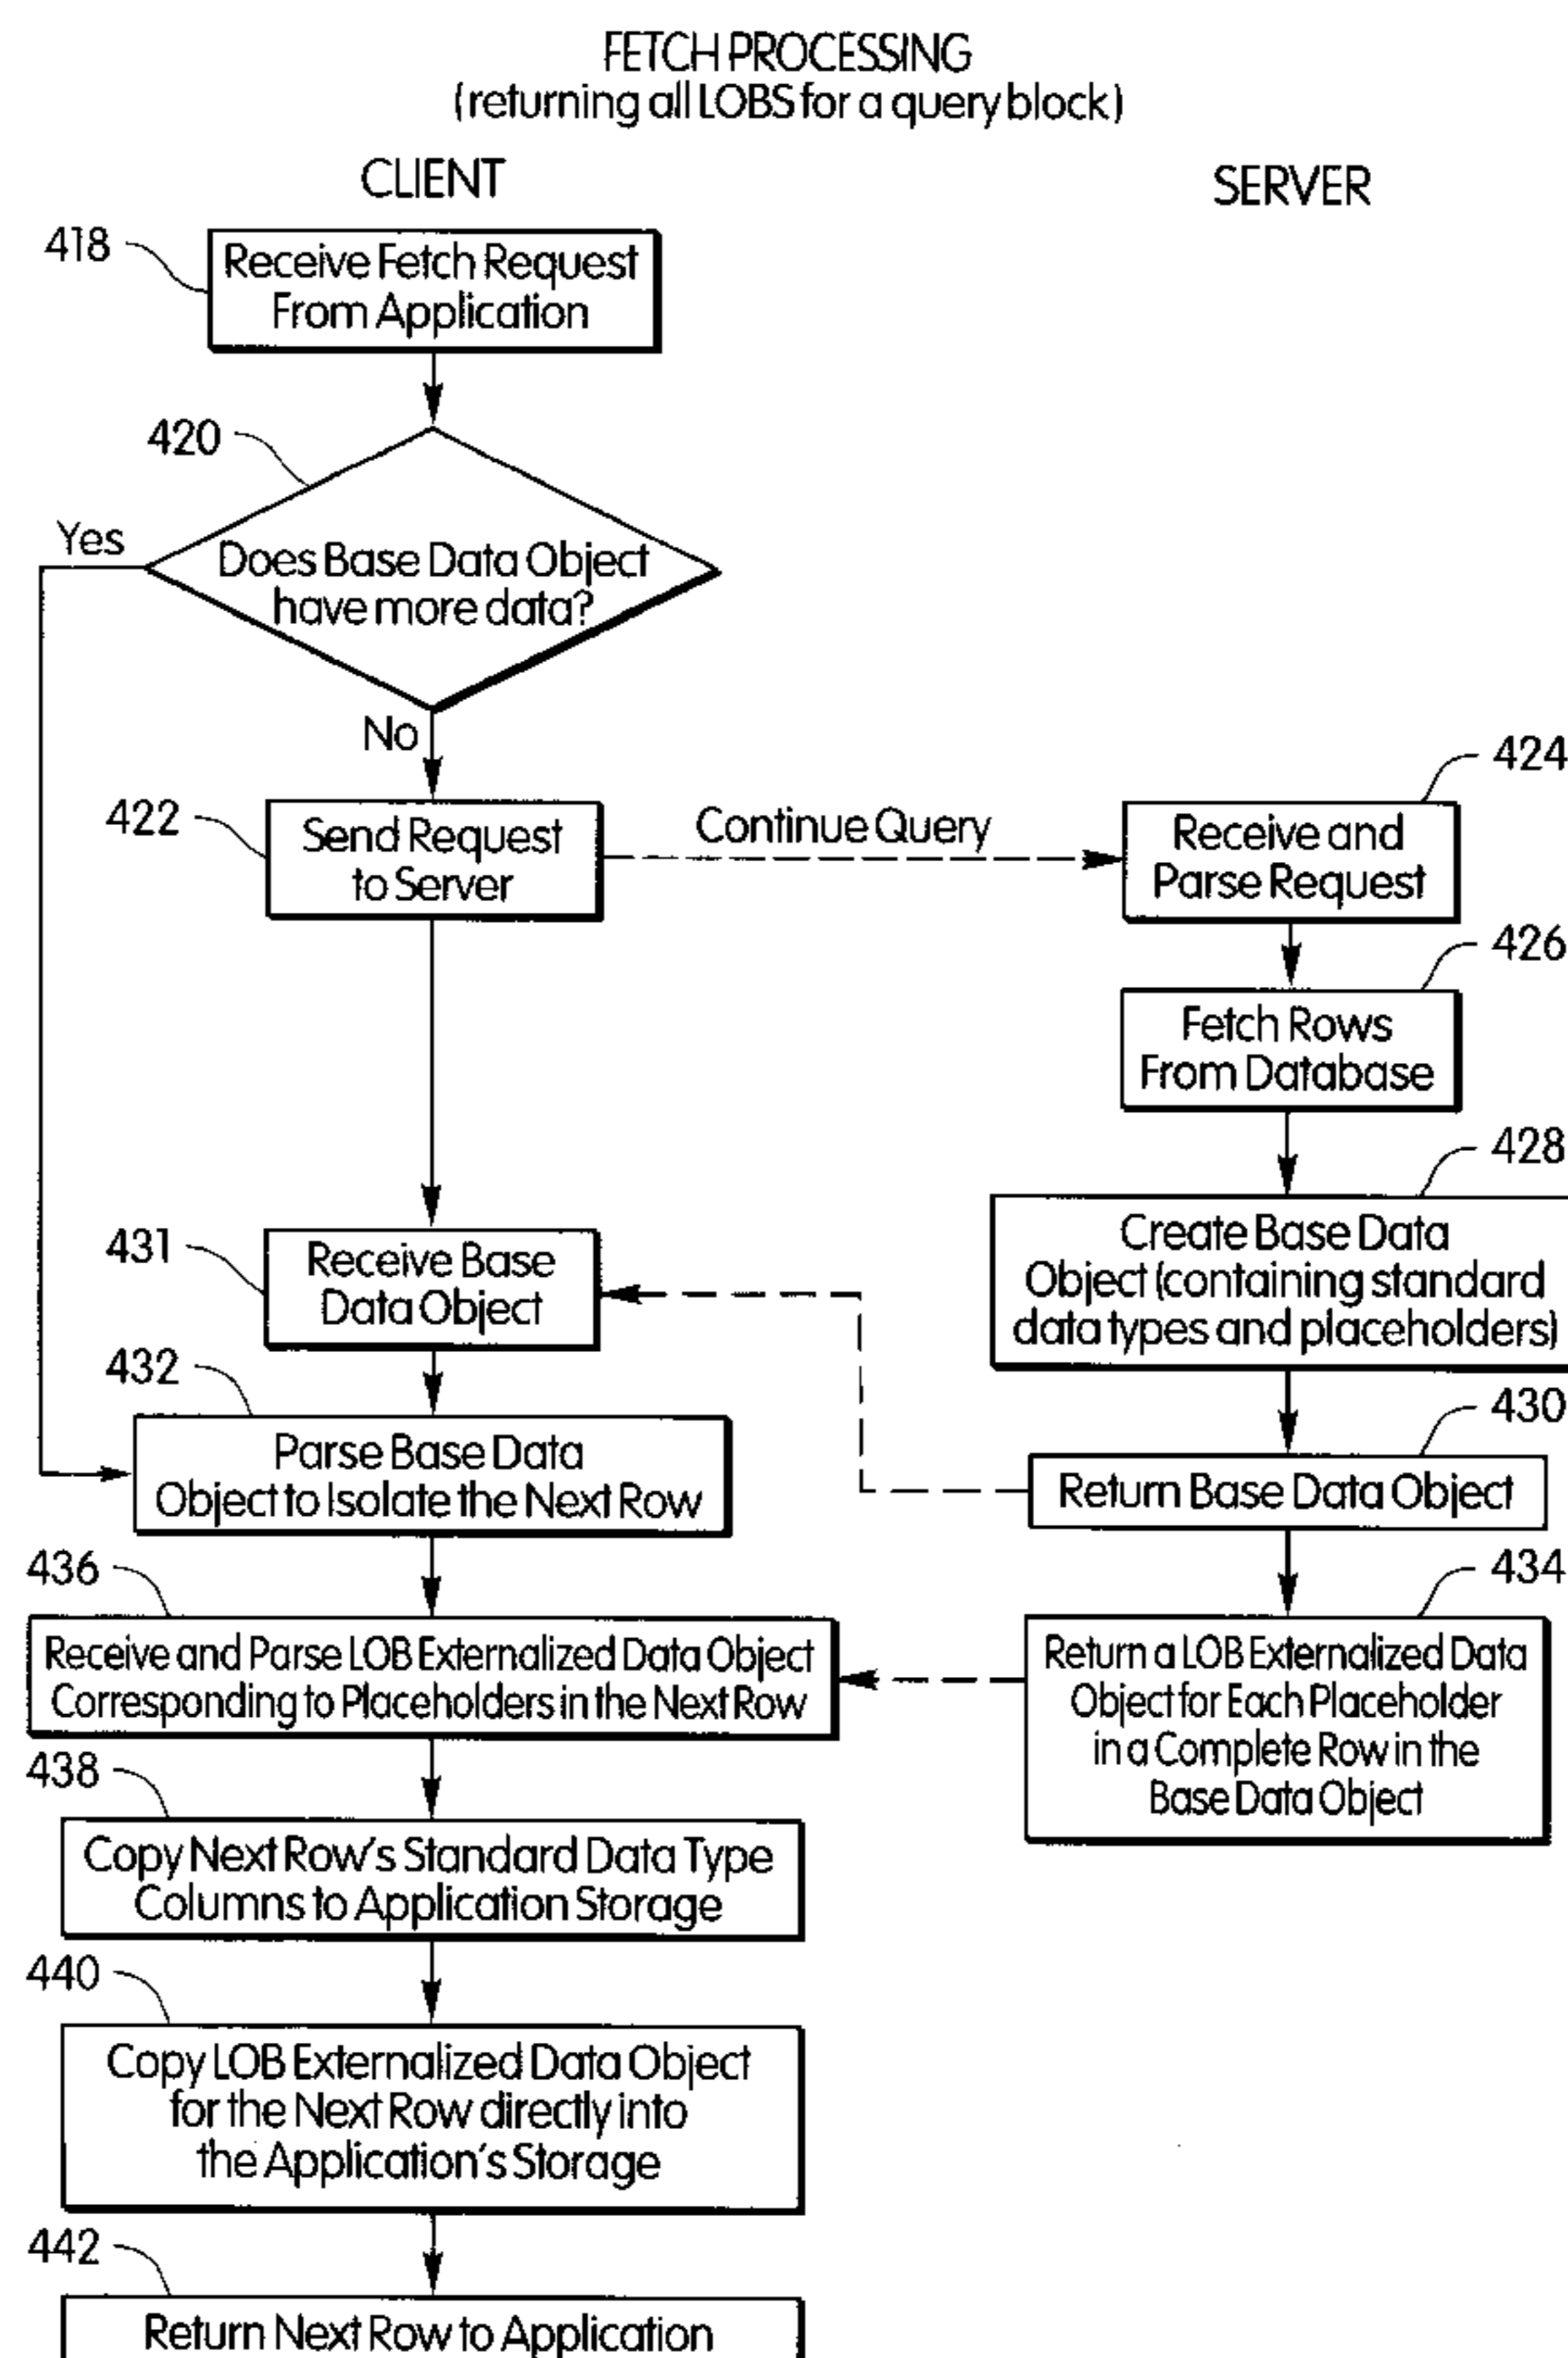 FETCH PROCESSING
(returning all LOBS for a query block)
CLIENT
SERVER
418
Receive Fetch Request
From Application
420
Yes
Does Base Data Object
have more data?
No
422
Send Request
to Server
Continue Query
424
Receive and
Parse Request
426
Fetch Rows
From Database
428
Create Base Data
Object (containing standard
data types and placeholders)
431
Receive Base
Data Object
430
Return Base Data Object
432
Parse Base Data
Object to Isolate the Next Row
434
Return a LOB Externalized Data
Object for Each Placeholder
in a Complete Row in the
Base Data Object
436
Receive and Parse LOB Externalized Data Object
Corresponding to Placeholders in the Next Row
438
Copy Next Row's Standard Data Type
Columns to Application Storage
440
Copy LOB Externalized Data Object
for the Next Row directly into
the Application's Storage
442
Return Next Row to Application